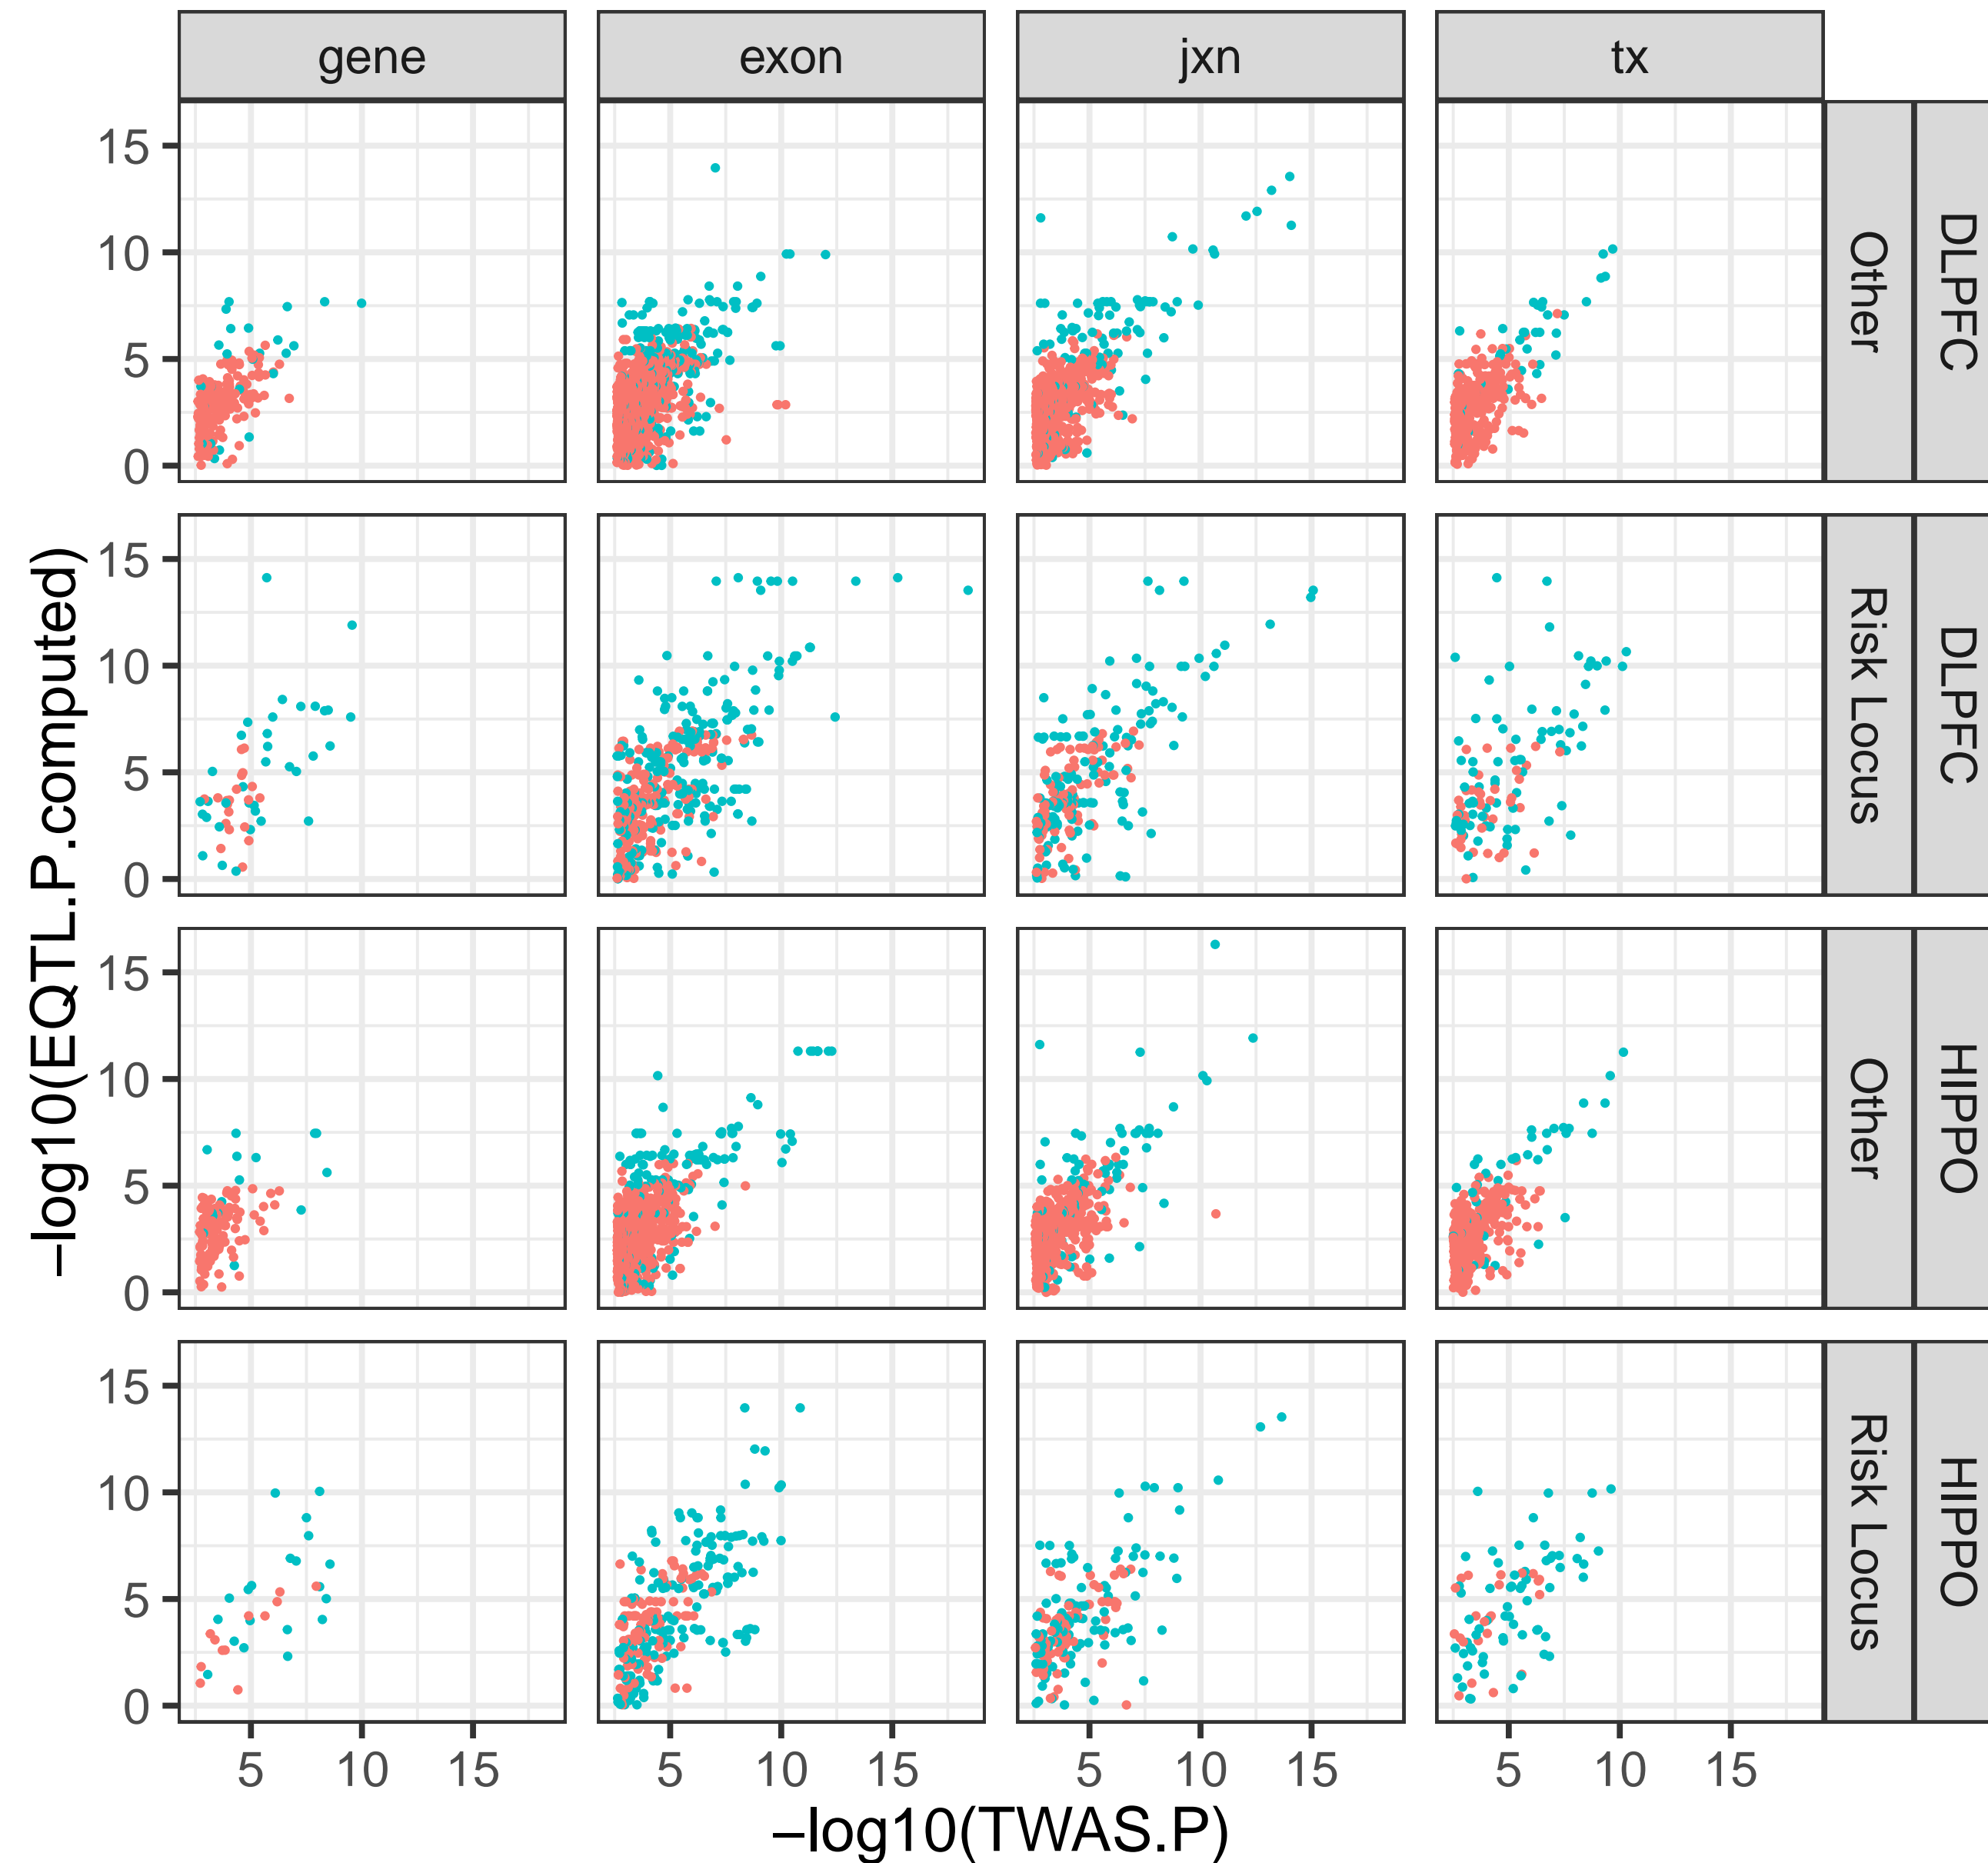 gene exon jxn tx
–log10(EQTL.P.computed)
15
10
5
0
Other
DLPFC
15
10
5
0
Risk Locus
DLPFC
15
10
5
0
Other
HIPPO
15
10
5
0
Risk Locus
HIPPO
5 10 15 5 10 15 5 10 15 5 10 15
–log10(TWAS.P)